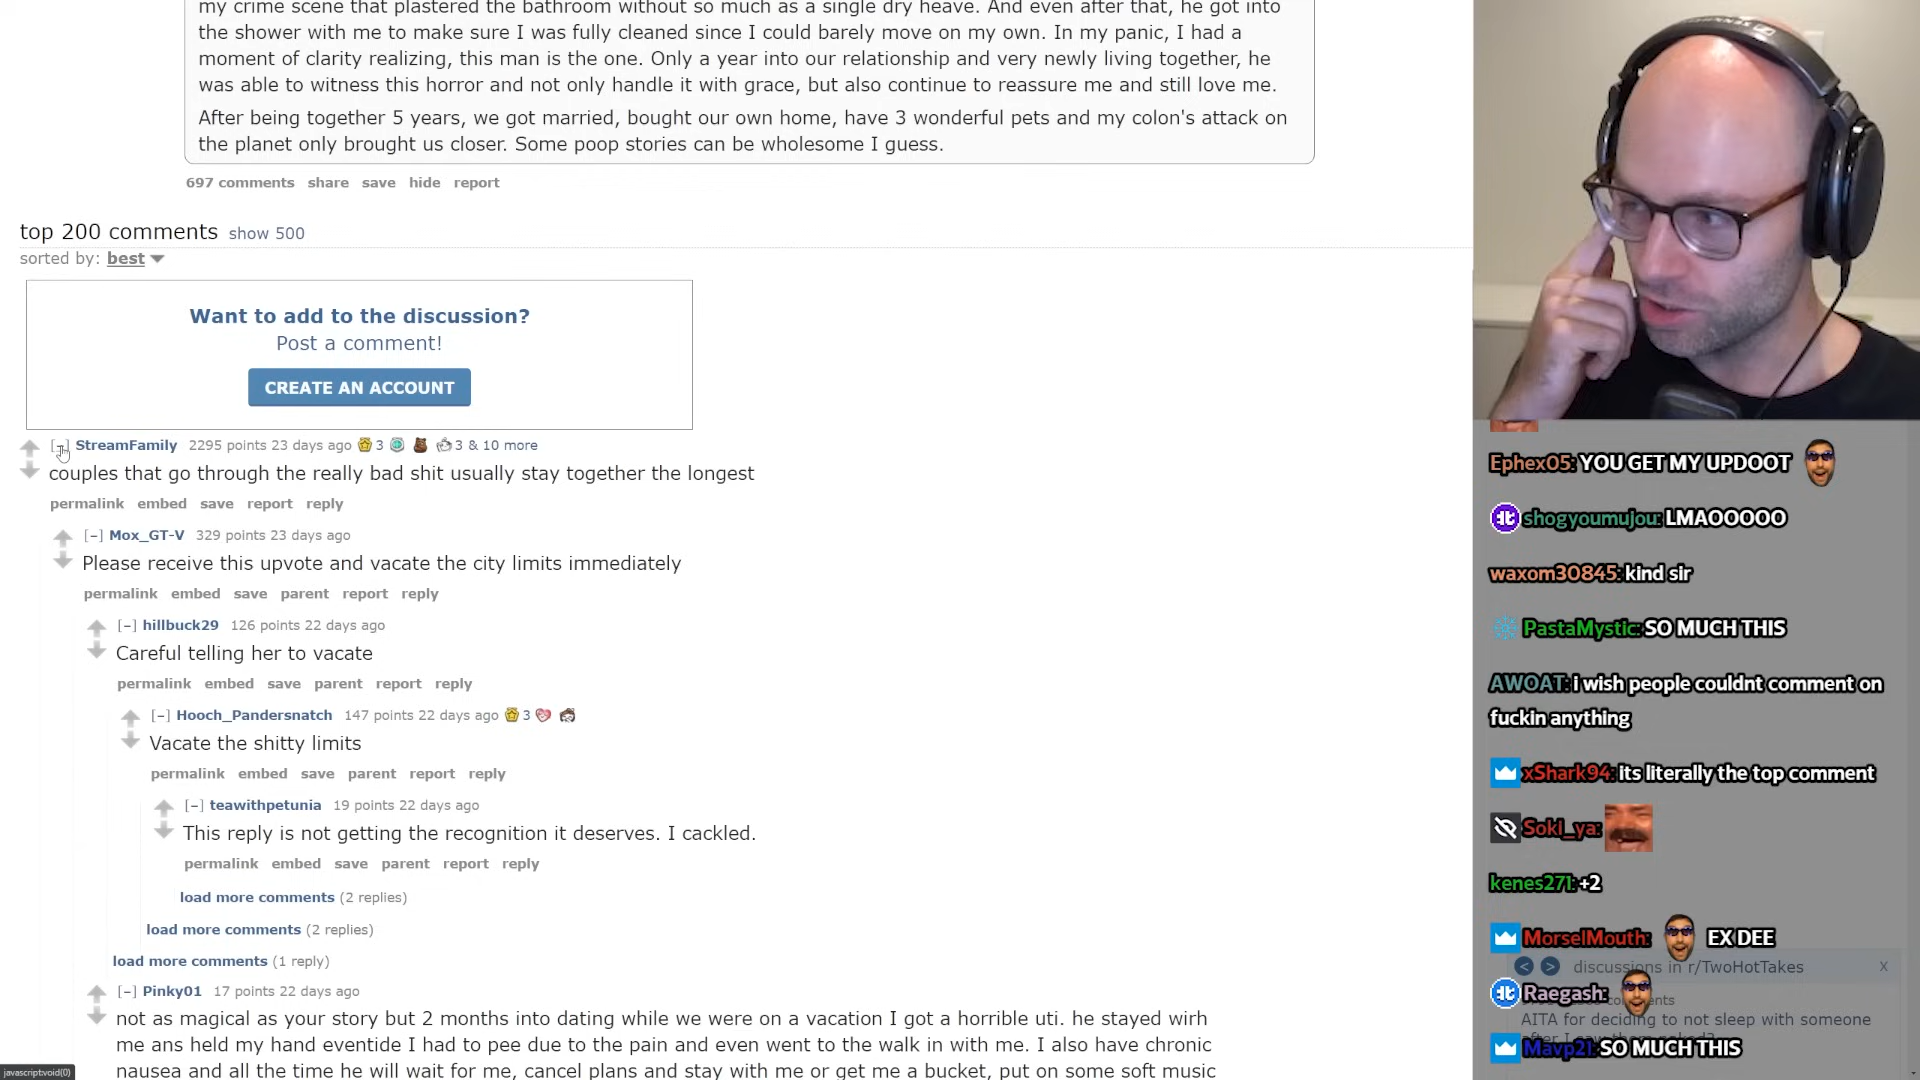 my crime scene that plastered the bathroom without so much as a single dry heave. And even after that, he got into
the shower with me to make sure I was fully cleaned since I could barely move on my own. In my panic, I had a
moment of clarity realizing, this man is the one. Only a year into our relationship and very newly living together, he
was able to witness this horror and not only handle it with grace, but also continue to reassure me and still love me.
After being together 5 years, we got married, bought our own home, have 3 wonderful pets and my colon's attack on
the planet only brought us closer. Some poop stories can be wholesome I guess.
697 comments share save hide report
top 200 comments show 500
sorted by: best
Want to add to the discussion?
Post a comment!
CREATE AN ACCOUNT
[–] StreamFamily 2295 points 23 days ago 3 3 & 10 more
couples that go through the really bad shit usually stay together the longest
permalink embed save report reply
[–] Mox_GT-V 329 points 23 days ago
Please receive this upvote and vacate the city limits immediately
permalink embed save parent report reply
[–] hillbuck29 126 points 22 days ago
Careful telling her to vacate
permalink embed save parent report reply
[–] Hooch_Pandersnatch 147 points 22 days ago 3
Vacate the shitty limits
permalink embed save parent report reply
[–] teawithpetunia 19 points 22 days ago
This reply is not getting the recognition it deserves. I cackled.
permalink embed save parent report reply
load more comments (2 replies)
load more comments (2 replies)
load more comments (1 reply)
[–] Pinky01 17 points 22 days ago
not as magical as your story but 2 months into dating while we were on a vacation I got a horrible uti. he stayed wirh
me ans held my hand eventide I had to pee due to the pain and even went to the walk in with me. I also have chronic
nausea and all the time he will wait for me, cancel plans and stay with me or get me a bucket, put on some soft music
javascript:void(0)
Ephex05: YOU GET MY UPDOOT
shogyoumujou: LMAOOOOO
waxom30845: kind sir
PastaMystic: SO MUCH THIS
AWOAT: i wish people couldnt comment on
fuckin anything
xShark94: its literally the top comment
Sokl_ya:
kenes271: +2
MorselMouth: EX DEE
discussions in r/TwoHotTakes X
Raegash:
AITA for deciding to not sleep with someone
Mavp21: SO MUCH THIS